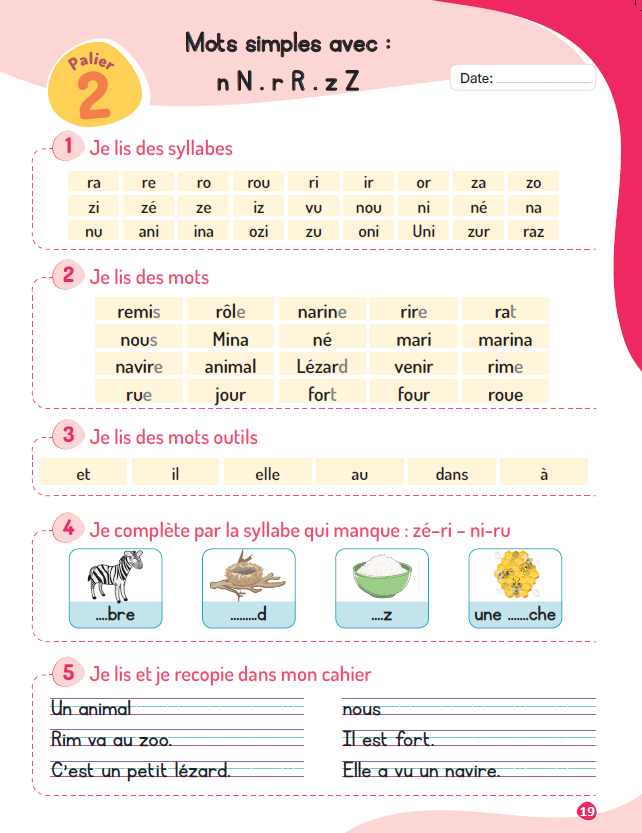 Mots simples avec :
n N . r R . z Z
Palier
2
Date:
1 Je lis des syllabes
ra re ro rou ri ir or za zo
zi zé ze iz vu nou ni né na
nu ani ina ozi zu oni Uni zur raz
2 Je lis des mots
remis rôle narine rire rat
nous Mina né mari marina
navire animal Lézard venir rime
rue jour fort four roue
3 Je lis des mots outils
et il elle au dans à
4 Je complète par la syllabe qui manque : zé-ri – ni-ru
....bre .........d ....z une .......che
5 Je lis et je recopie dans mon cahier
Un animal nous
Rim va au zoo. Il est fort.
C'est un petit lézard. Elle a vu un navire.
19